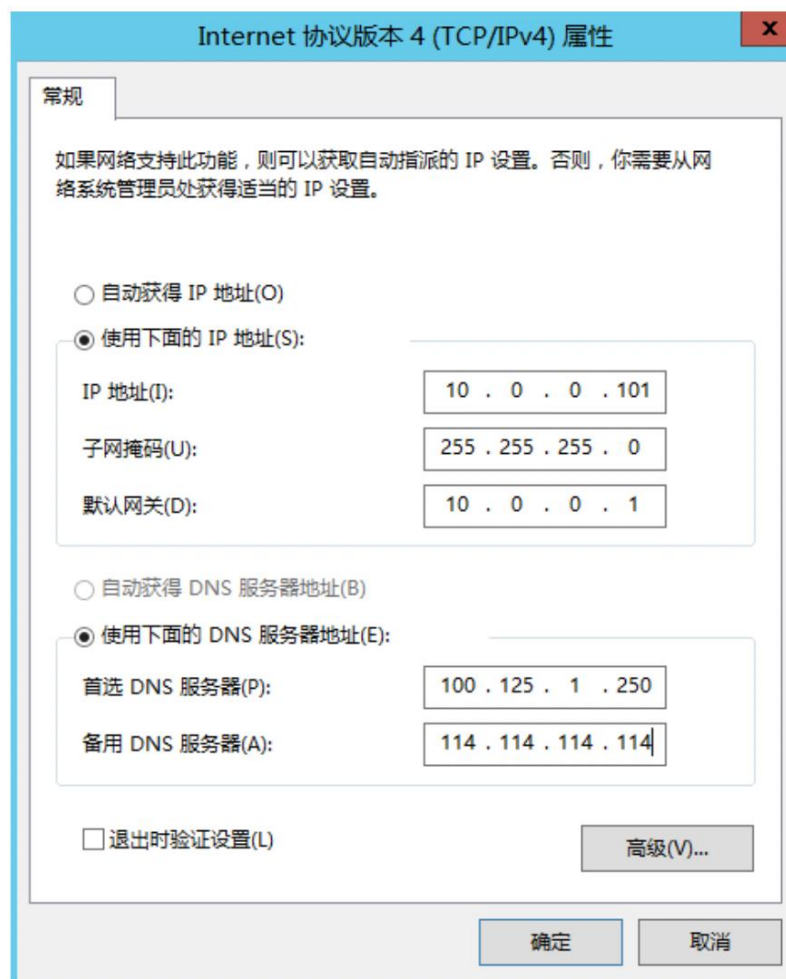 Internet 协议版本 4 (TCP/IPv4) 属性
x
常规
如果网络支持此功能，则可以获取自动指派的 IP 设置。否则，你需要从网
络系统管理员处获得适当的 IP 设置。
自动获得 IP 地址(O)
使用下面的 IP 地址(S):
IP 地址(I): 10 . 0 . 0 . 101
子网掩码(U): 255 . 255 . 255 . 0
默认网关(D): 10 . 0 . 0 . 1
自动获得 DNS 服务器地址(B)
使用下面的 DNS 服务器地址(E):
首选 DNS 服务器(P): 100 . 125 . 1 . 250
备用 DNS 服务器(A): 114 . 114 . 114 . 114
退出时验证设置(L)
高级(V)...
确定 取消